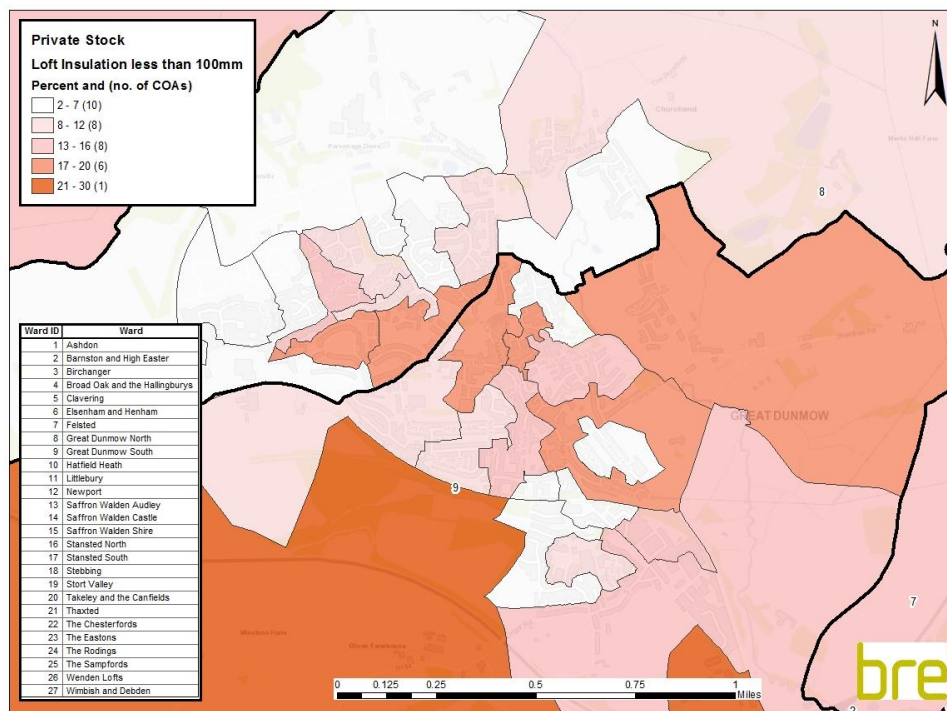 Private Stock
Loft Insulation less than 100mm
Percent and (no. of COAs)
2 - 7 (10)
8 - 12 (8)
13 - 16 (8)
17 - 20 (6)
21 - 30 (1)
N
Churchend
8
Ward ID Ward
1 Ashdon
2 Barnston and High Easter
3 Birchanger
4 Broad Oak and the Hallingburys
5 Clavering
6 Elsenham and Henham
7 Felsted
8 Great Dunmow North
9 Great Dunmow South
10 Hatfield Heath
11 Littlebury
12 Newport
13 Saffron Walden Audley
14 Saffron Walden Castle
15 Saffron Walden Shire
16 Stansted North
17 Stansted South
18 Stebbing
19 Stort Valley
20 Takeley and the Canfields
21 Thaxted
22 The Chesterfords
23 The Eastons
24 The Rodings
25 The Sampfords
26 Wenden Lofts
27 Wimbish and Debden
GREAT DUNMOW
9
7
0 0.125 0.25 0.5 0.75 1
Miles
bre
2